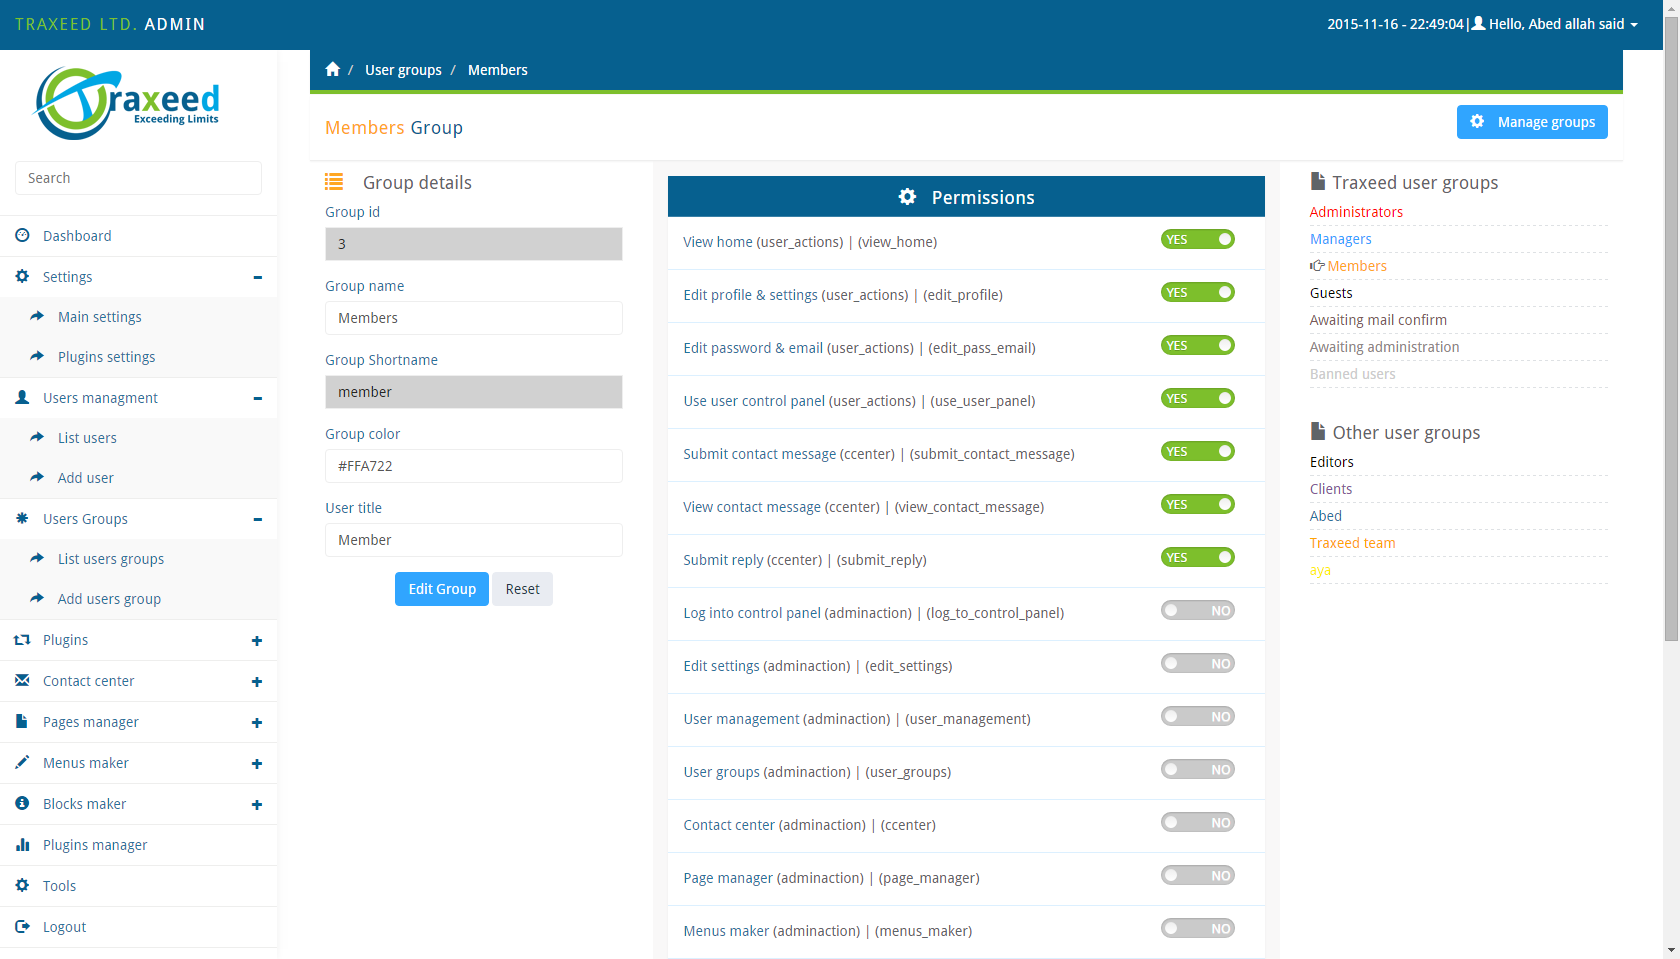 TRAXEED LTD. ADMIN
2015-11-16 - 22:49:04| Hello, Abed allah said
Traxeed
Exceeding Limits
Search
Dashboard
Settings
Main settings
Plugins settings
Users managment
List users
Add user
Users Groups
List users groups
Add users group
Plugins
Contact center
Pages manager
Menus maker
Blocks maker
Plugins manager
Tools
Logout
/ User groups / Members
Members Group
Manage groups
Group details
Group id
3
Group name
Members
Group Shortname
member
Group color
#FFA722
User title
Member
Edit Group Reset
Permissions
View home (user_actions) | (view_home) YES
Edit profile & settings (user_actions) | (edit_profile) YES
Edit password & email (user_actions) | (edit_pass_email) YES
Use user control panel (user_actions) | (use_user_panel) YES
Submit contact message (ccenter) | (submit_contact_message) YES
View contact message (ccenter) | (view_contact_message) YES
Submit reply (ccenter) | (submit_reply) YES
Log into control panel (adminaction) | (log_to_control_panel) NO
Edit settings (adminaction) | (edit_settings) NO
User management (adminaction) | (user_management) NO
User groups (adminaction) | (user_groups) NO
Contact center (adminaction) | (ccenter) NO
Page manager (adminaction) | (page_manager) NO
Menus maker (adminaction) | (menus_maker) NO
Traxeed user groups
Administrators
Managers
Members
Guests
Awaiting mail confirm
Awaiting administration
Banned users
Other user groups
Editors
Clients
Abed
Traxeed team
aya